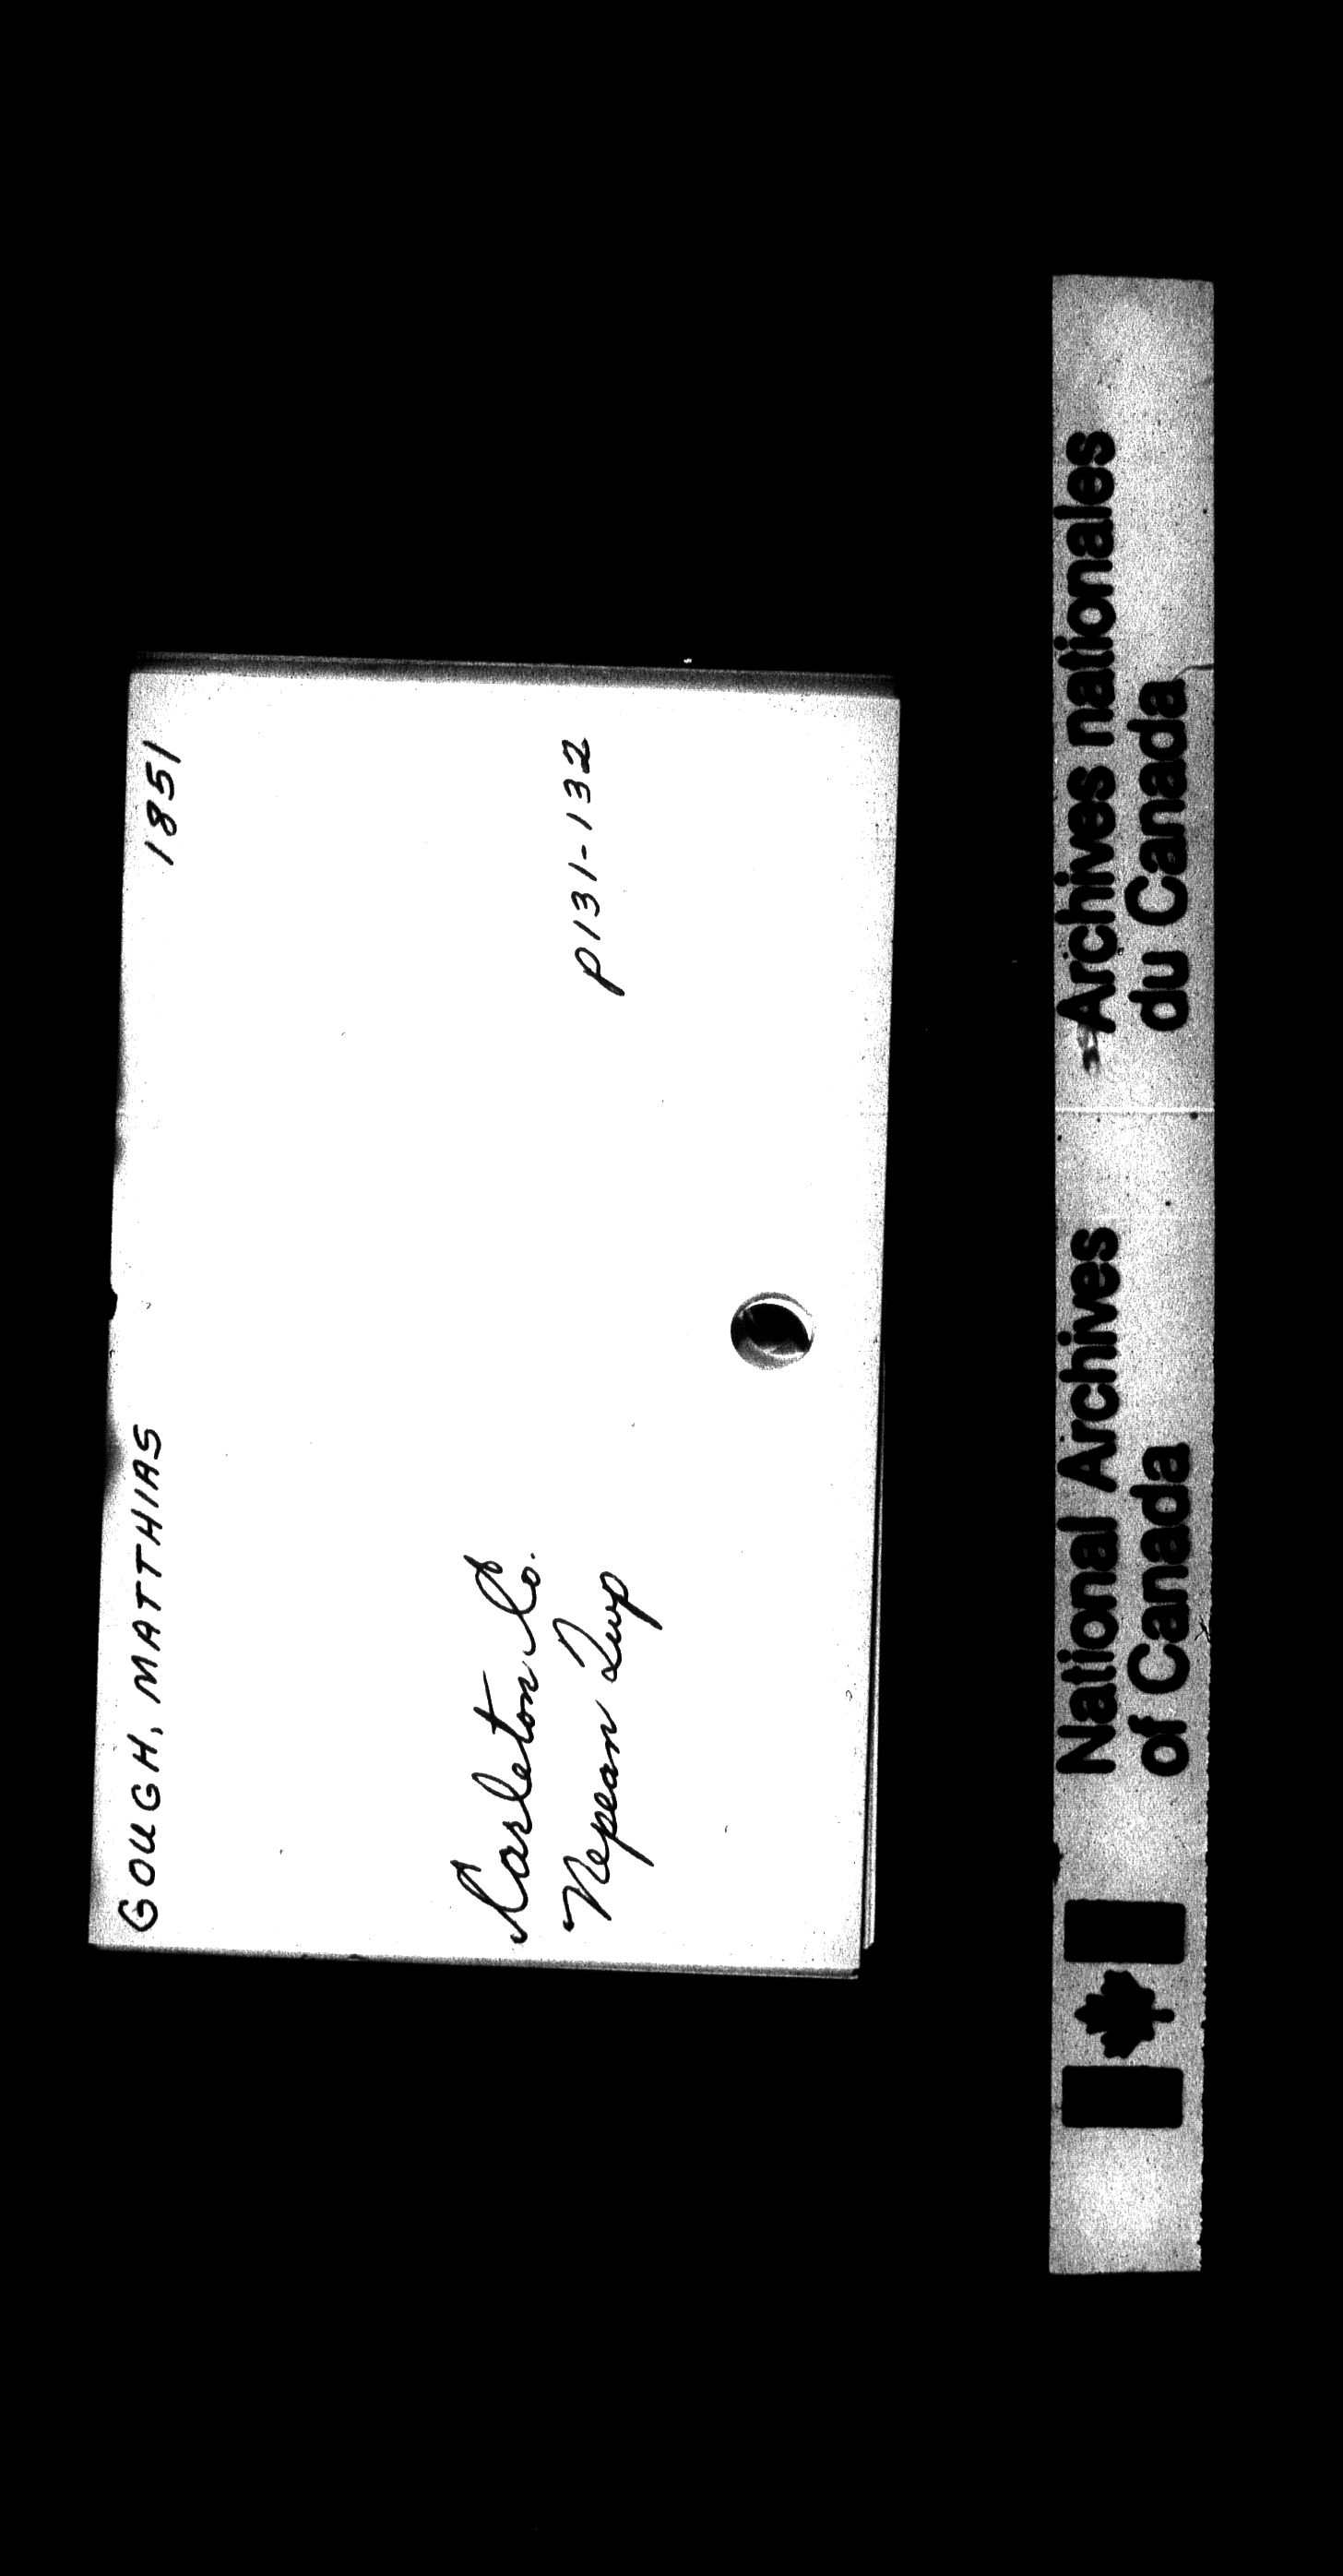 GOUGH, MATTHIAS 1851
Carleton Co.
Nepean Twp p131-132
National Archives
of Canada
Archives nationales
du Canada